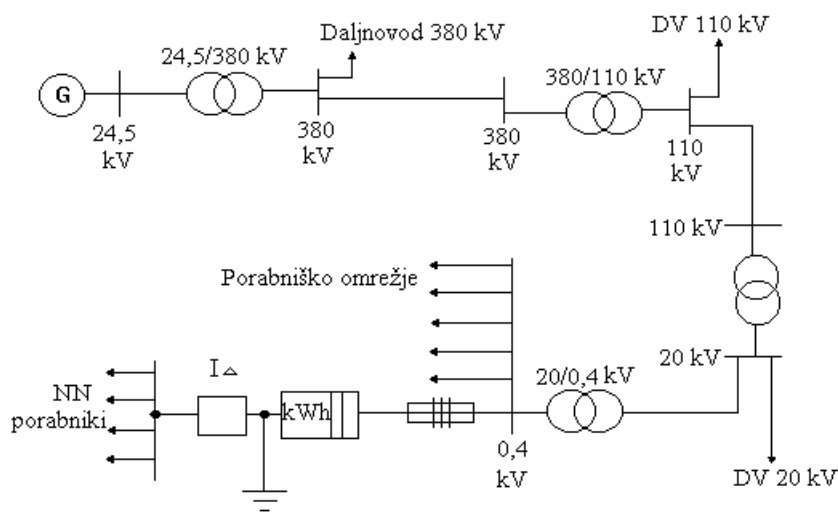 Daljnovod 380 kV
DV 110 kV
24,5/380 kV
380/110 kV
G
24,5
kV
380
kV
380
kV
110
kV
110 kV
Porabniško omrežje
20 kV
20/0,4 kV
I△
NN
porabniki
kWh
0,4
kV
DV 20 kV